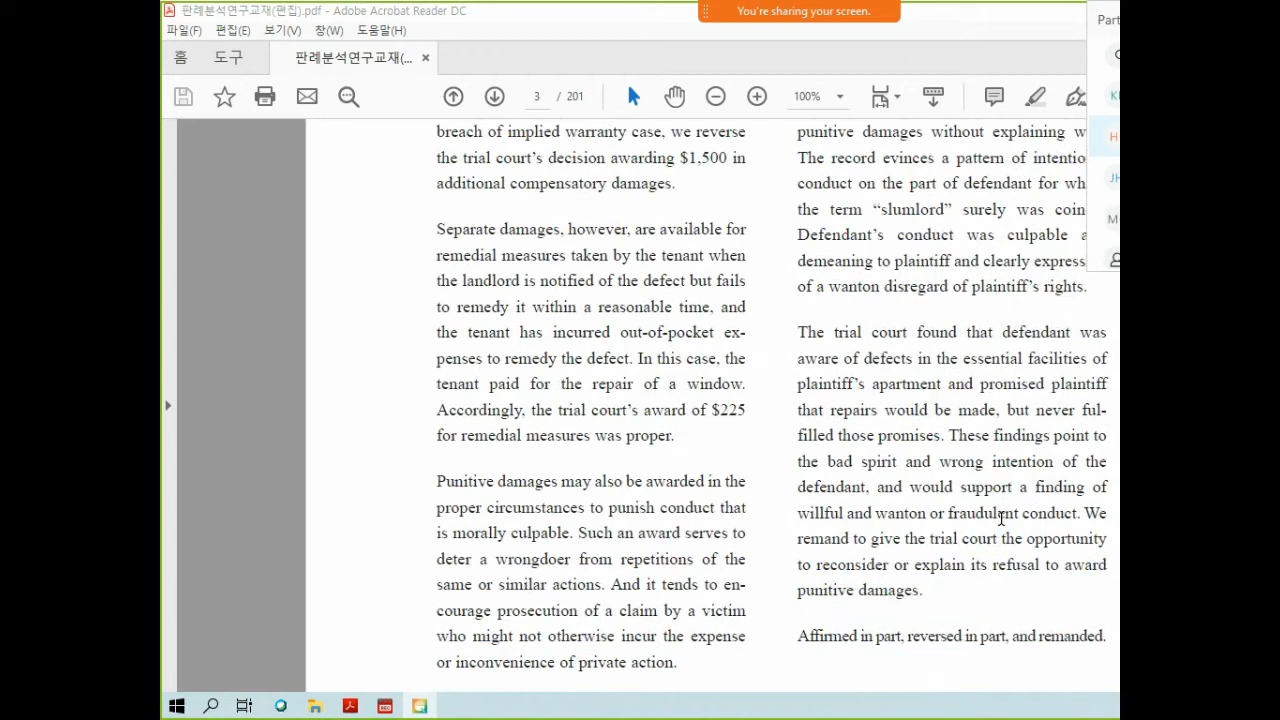 판례분석연구교재(편집).pdf - Adobe Acrobat Reader DC
You're sharing your screen.
파일(F) 편집(E) 보기(V) 창(W) 도움말(H)
홈 도구 판례분석연구교재(... ×
3 / 201
100%
breach of implied warranty case, we reverse
the trial court's decision awarding $1,500 in
additional compensatory damages.
Separate damages, however, are available for
remedial measures taken by the tenant when
the landlord is notified of the defect but fails
to remedy it within a reasonable time, and
the tenant has incurred out-of-pocket ex-
penses to remedy the defect. In this case, the
tenant paid for the repair of a window.
Accordingly, the trial court's award of $225
for remedial measures was proper.
Punitive damages may also be awarded in the
proper circumstances to punish conduct that
is morally culpable. Such an award serves to
deter a wrongdoer from repetitions of the
same or similar actions. And it tends to en-
courage prosecution of a claim by a victim
who might not otherwise incur the expense
or inconvenience of private action.
punitive damages without explaining w
The record evinces a pattern of intentio
conduct on the part of defendant for wh
the term “slumlord” surely was coin
Defendant's conduct was culpable a
demeaning to plaintiff and clearly express
of a wanton disregard of plaintiff's rights.
The trial court found that defendant was
aware of defects in the essential facilities of
plaintiff's apartment and promised plaintiff
that repairs would be made, but never ful-
filled those promises. These findings point to
the bad spirit and wrong intention of the
defendant, and would support a finding of
willful and wanton or fraudulent conduct. We
remand to give the trial court the opportunity
to reconsider or explain its refusal to award
punitive damages.
Affirmed in part, reversed in part, and remanded.
Part
H
JH
M